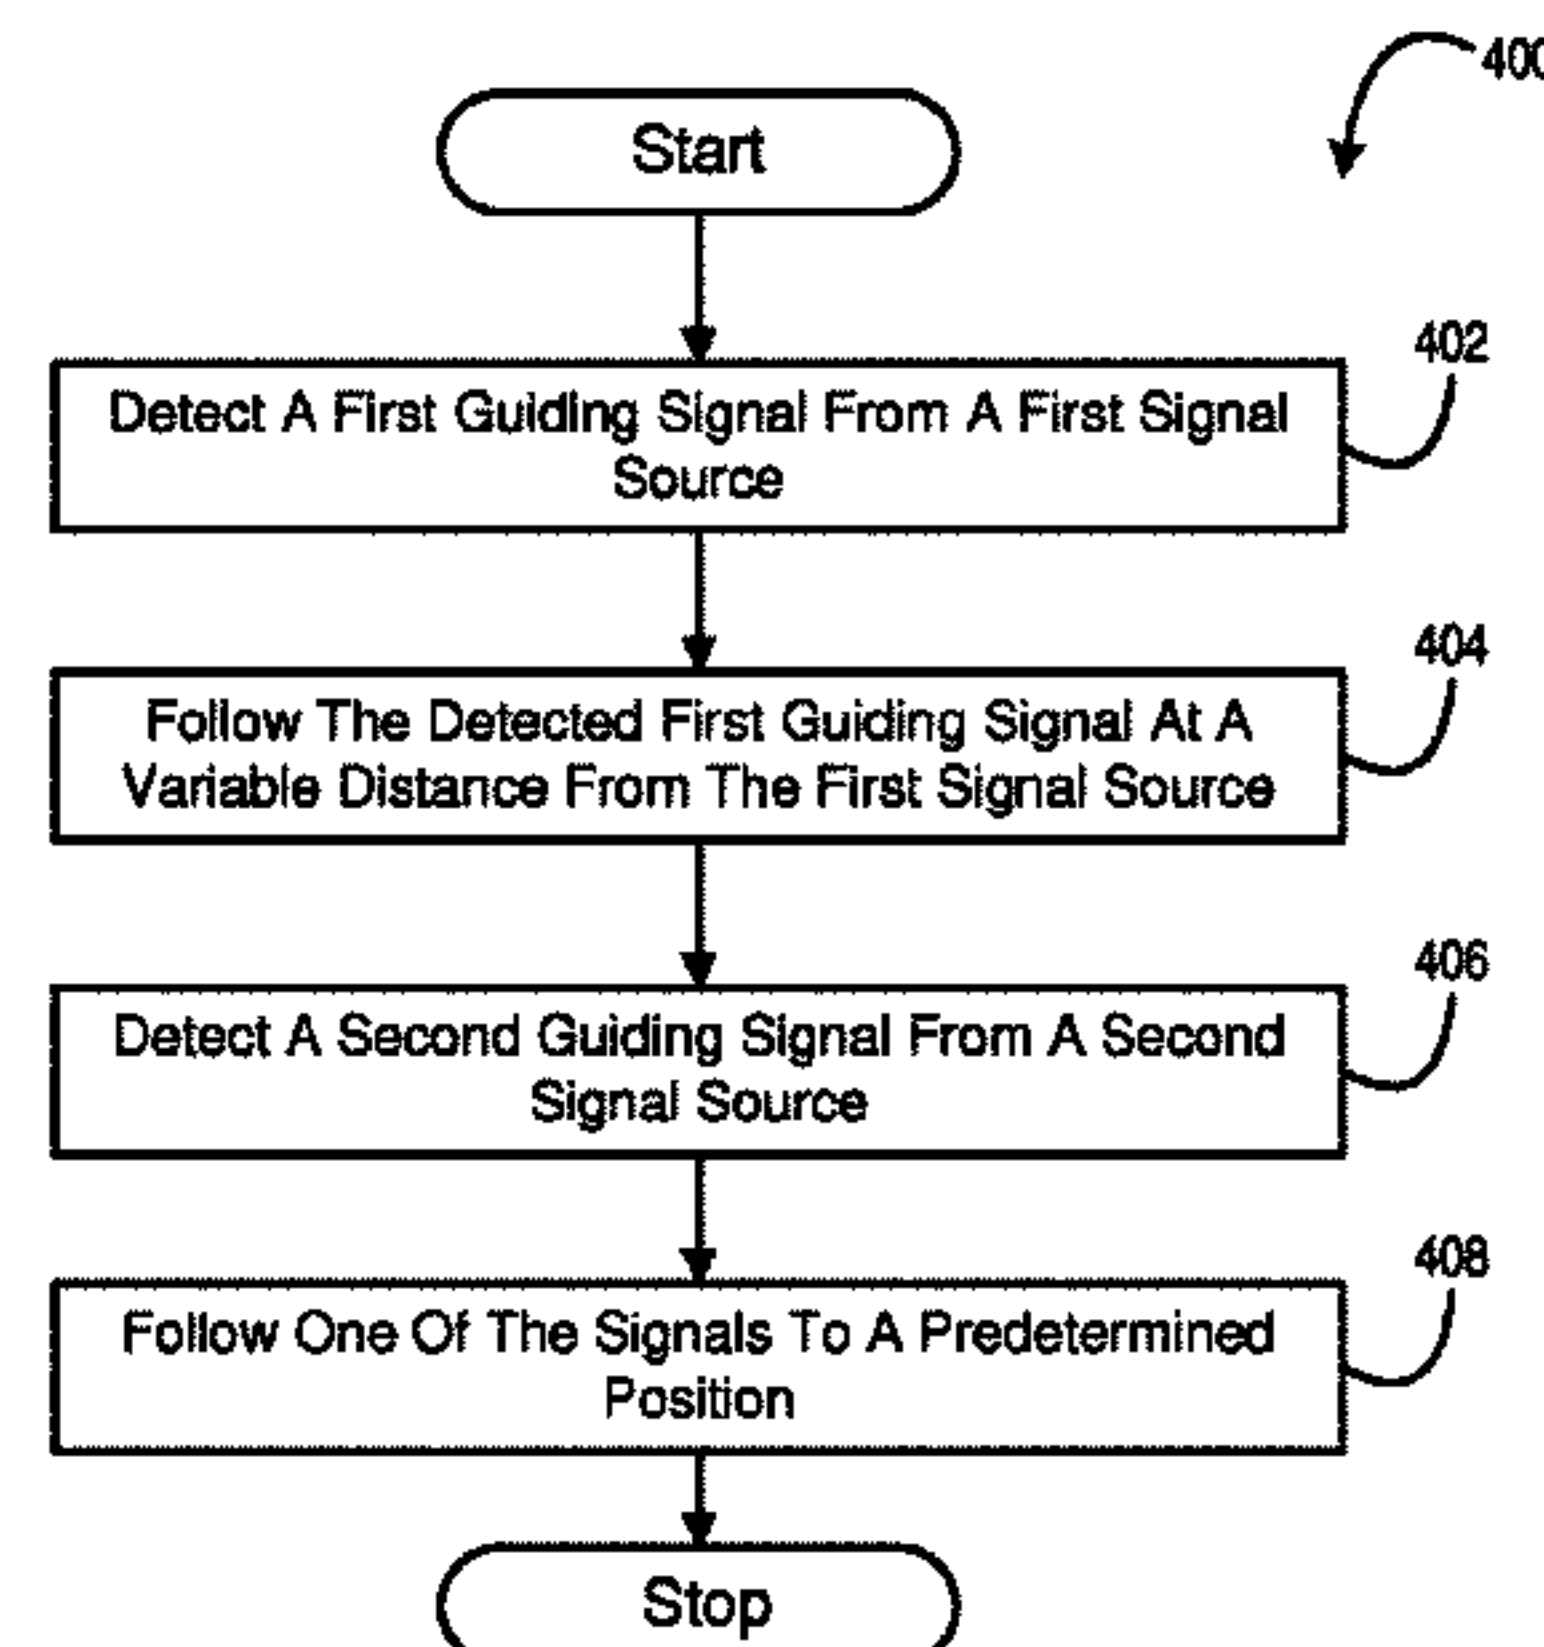 400
Start
402
Detect A First Guiding Signal From A First Signal
Source
404
Follow The Detected First Guiding Signal At A
Variable Distance From The First Signal Source
406
Detect A Second Guiding Signal From A Second
Signal Source
408
Follow One Of The Signals To A Predetermined
Position
Stop